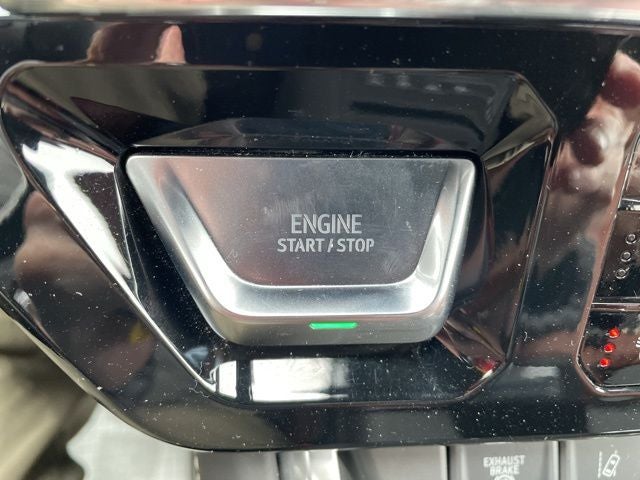 ENGINE
START / STOP
EXHAUST
BRAKE